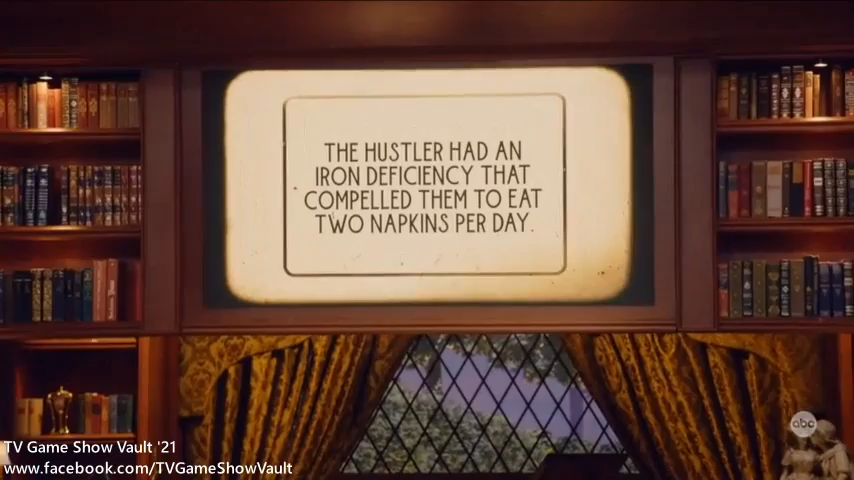 THE HUSTLER HAD AN
IRON DEFICIENCY THAT
COMPELLED THEM TO EAT
TWO NAPKINS PER DAY.
abc
TV Game Show Vault '21
www.facebook.com/TVGameShowVault